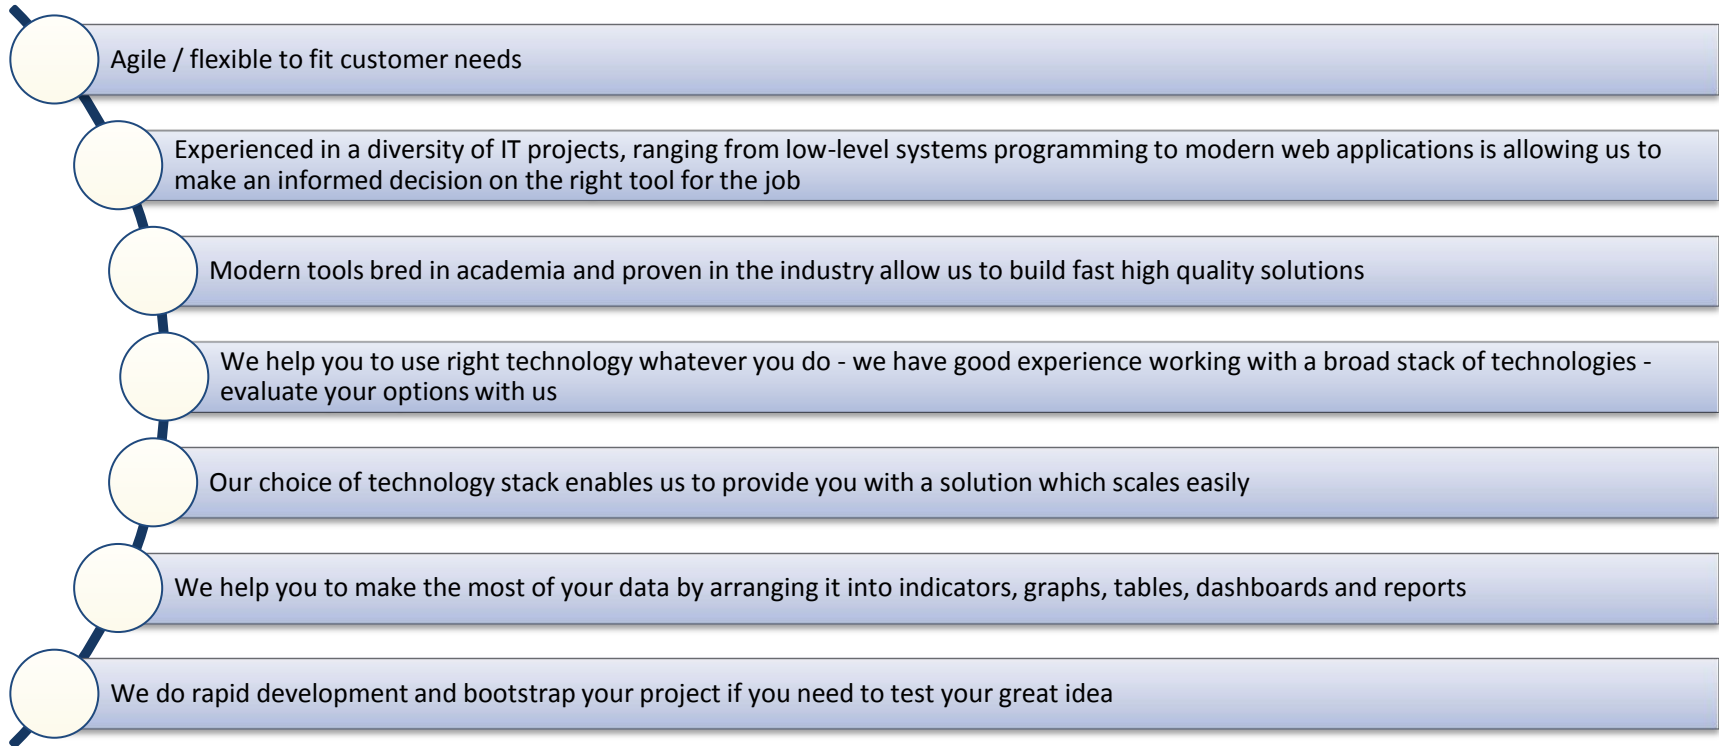 Agile / flexible to fit customer needs
Experienced in a diversity of IT projects, ranging from low-level systems programming to modern web applications is allowing us to
make an informed decision on the right tool for the job
Modern tools bred in academia and proven in the industry allow us to build fast high quality solutions
We help you to use right technology whatever you do - we have good experience working with a broad stack of technologies -
evaluate your options with us
Our choice of technology stack enables us to provide you with a solution which scales easily
We help you to make the most of your data by arranging it into indicators, graphs, tables, dashboards and reports
We do rapid development and bootstrap your project if you need to test your great idea